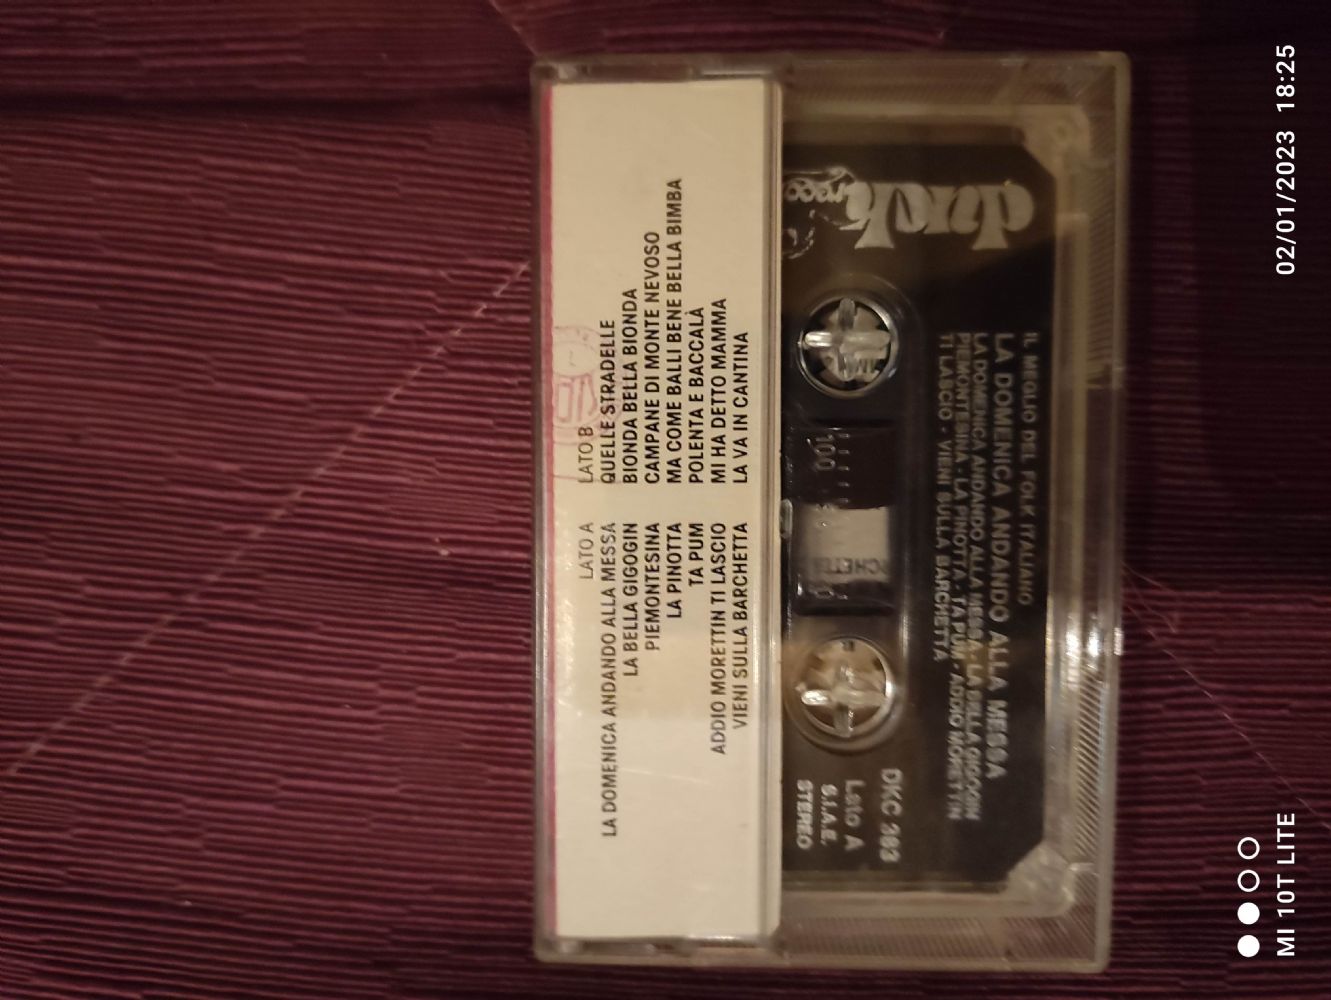 LATO A
LA DOMENICA ANDANDO ALLA MESSA
LA BELLA GIGOGIN
PIEMONTESINA
LA PINOTTA
TA PUM
ADDIO MORETTIN TI LASCIO
VIENI SULLA BARCHETTA
LATO B
QUELLE STRADELLE
BIONDA BELLA BIONDA
CAMPANE DI MONTE NEVOSO
MA COME BALLI BENE BELLA BIMBA
POLENTA E BACCALÀ
MI HA DETTO MAMMA
LA VA IN CANTINA
IL MEGLIO DEL FOLK ITALIANO
LA DOMENICA ANDANDO ALLA MESSA
LA DOMENICA ANDANDO ALLA MESSA - LA BELLA GIGOGIN
PIEMONTESINA - LA PINOTTA - TA PUM - ADDIO MORETTIN
TI LASCIO - VIENI SULLA BARCHETTA
DKC
Lato A
S.I.A.E.
STEREO
100
RCHETTA
02/01/2023 18:25
MI 10T LITE